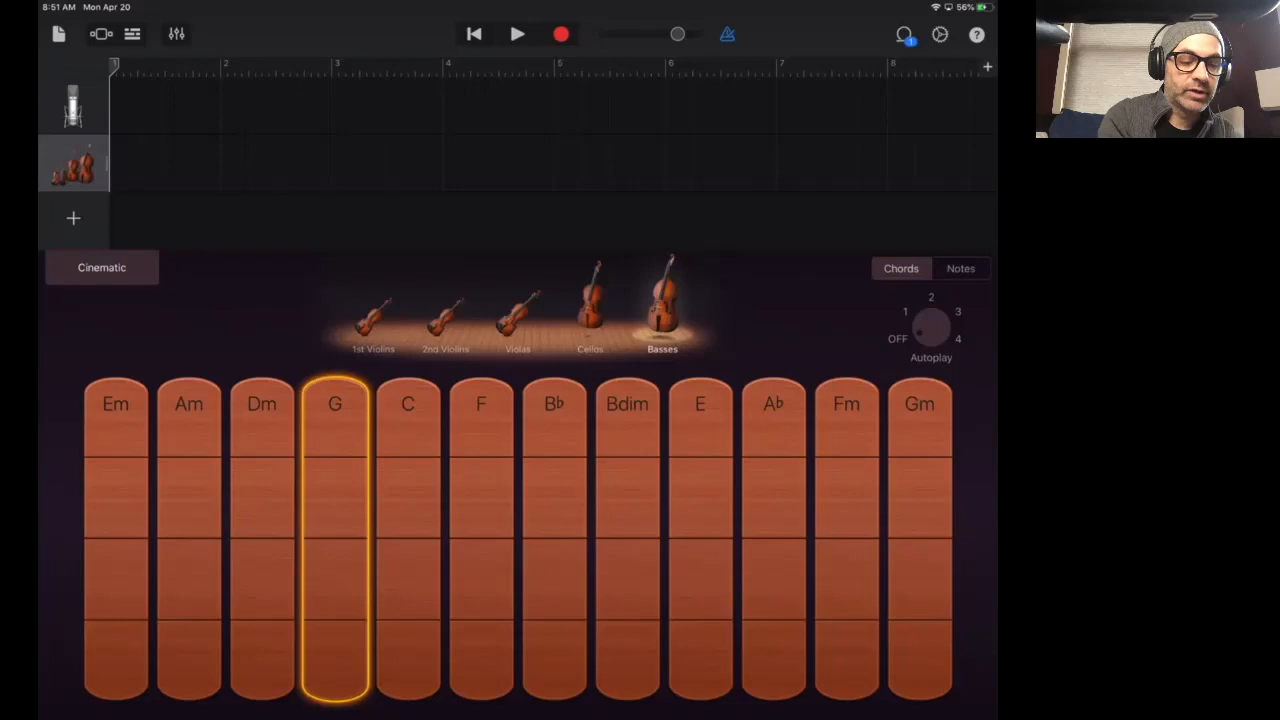 8:51 AM Mon Apr 20
56%
1 2 3 4 5 6 7 8
1
Cinematic
Chords Notes
1st Violins 2nd Violins Violas Cellos Basses
1 2 3 4
OFF
Autoplay
Em Am Dm G C F B♭ Bdim E A♭ Fm Gm